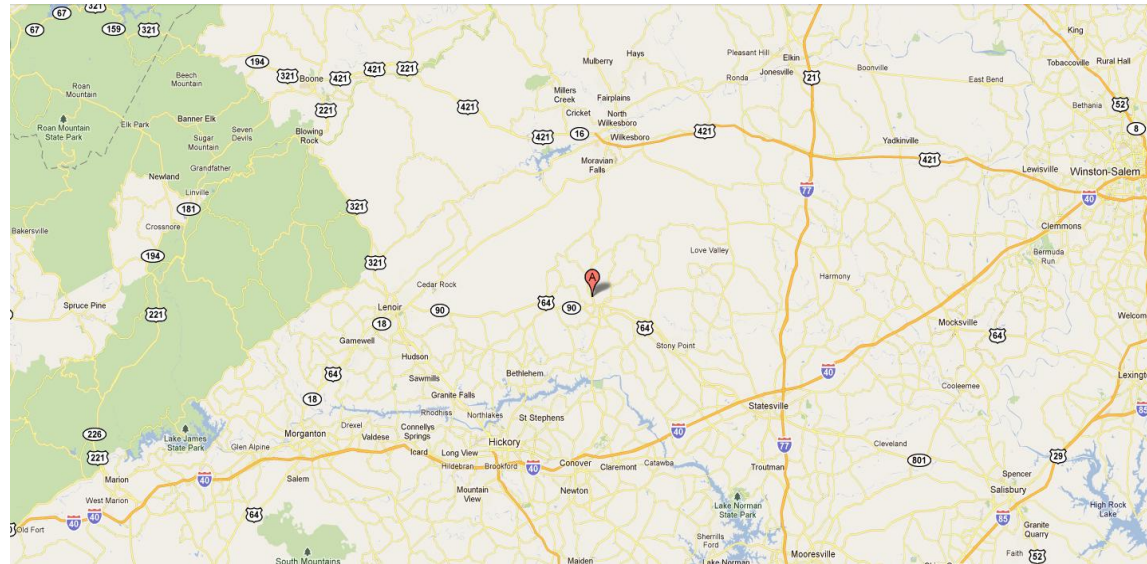 67
159
321
67
194
321
Boone
421
421
221
221
Roan
Mountain
Beech
Mountain
Roan Mountain
State Park
Elk Park
Banner Elk
Sugar
Mountain
Seven
Devils
Blowing
Rock
Grandfather
Newland
Linville
181
Crossnore
Bakersville
194
Spruce Pine
221
321
321
421
Hays
Mulberry
Millers
Creek
Fairplains
Cricket
North
Wilkesboro
421
16
Wilkesboro
421
Moravian
Falls
Pleasant Hill
Elkin
Ronda
Jonesville
21
Boonville
East Bend
King
Tobaccoville
Rural Hall
Bethania
52
8
Yadkinville
421
Lewisville
Winston-Salem
77
40
Clemmons
Bermuda
Run
Love Valley
Harmony
Cedar Rock
A
Lenoir
90
64
90
18
64
Gamewell
Hudson
Stony Point
Mocksville
64
Welcom
64
Sawmills
Bethlehem
40
Cooleemee
Lexingt
18
Granite Falls
Rhodhiss
Northlakes
St Stephens
Statesville
85
226
221
Lake James
State Park
Glen Alpine
Morganton
Drexel
Valdese
Connellys
Springs
Icard
Long View
Hickory
Hildebran
Brookford
40
Conover
Claremont
Catawba
40
77
Troutman
Cleveland
801
29
Spencer
Salisbury
Marion
40
Salem
West Marion
40
40
Old Fort
64
Mountain
View
Newton
Lake Norman
State Park
High Rock
Lake
85
Granite
Quarry
Sherrills
Ford
Mooresville
Faith
52
South Mountains
Maiden
Lake Norman